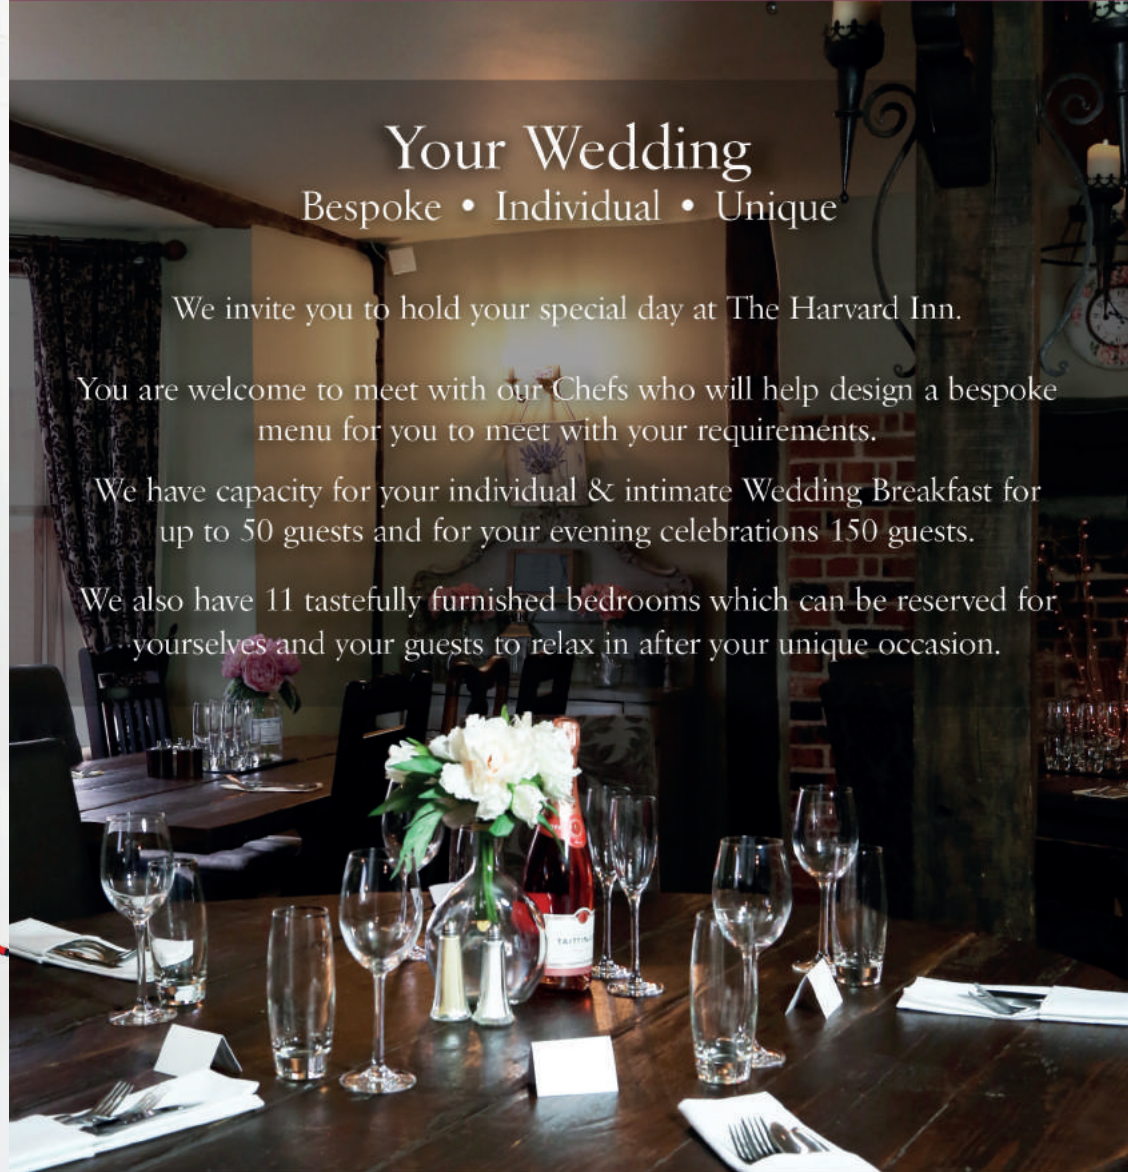 Your Wedding
Bespoke • Individual • Unique
We invite you to hold your special day at The Harvard Inn.
You are welcome to meet with our Chefs who will help design a bespoke
menu for you to meet with your requirements.
We have capacity for your individual & intimate Wedding Breakfast for
up to 50 guests and for your evening celebrations 150 guests.
We also have 11 tastefully furnished bedrooms which can be reserved for
yourselves and your guests to relax in after your unique occasion.